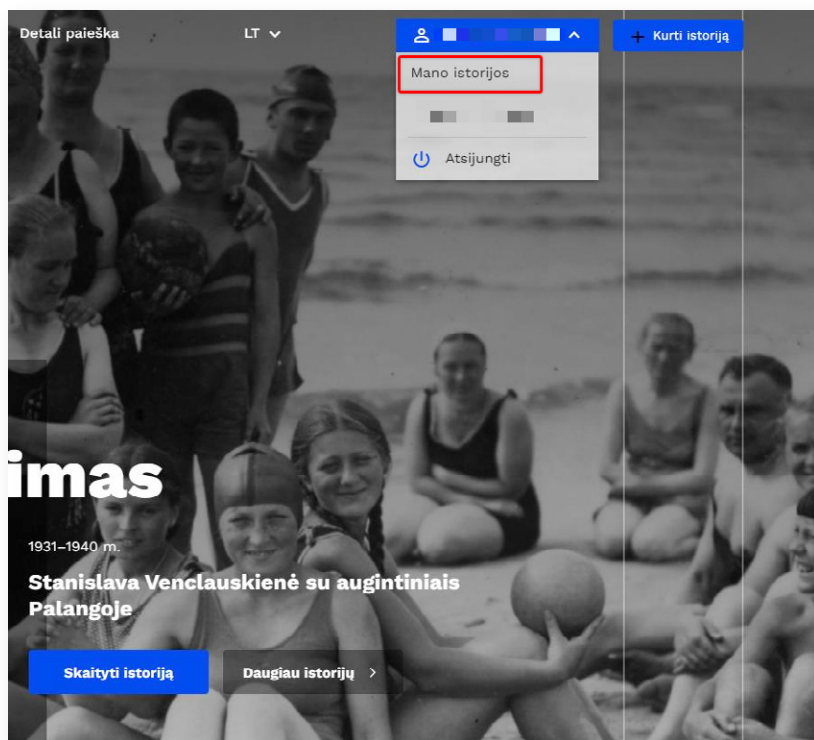 Detali paieška
LT
Kurti istoriją
Mano istorijos
Atsijungti
imas
1931–1940 m.
Stanislava Venclauskienė su augintiniais
Palangoje
Skaityti istoriją
Daugiau istorijų